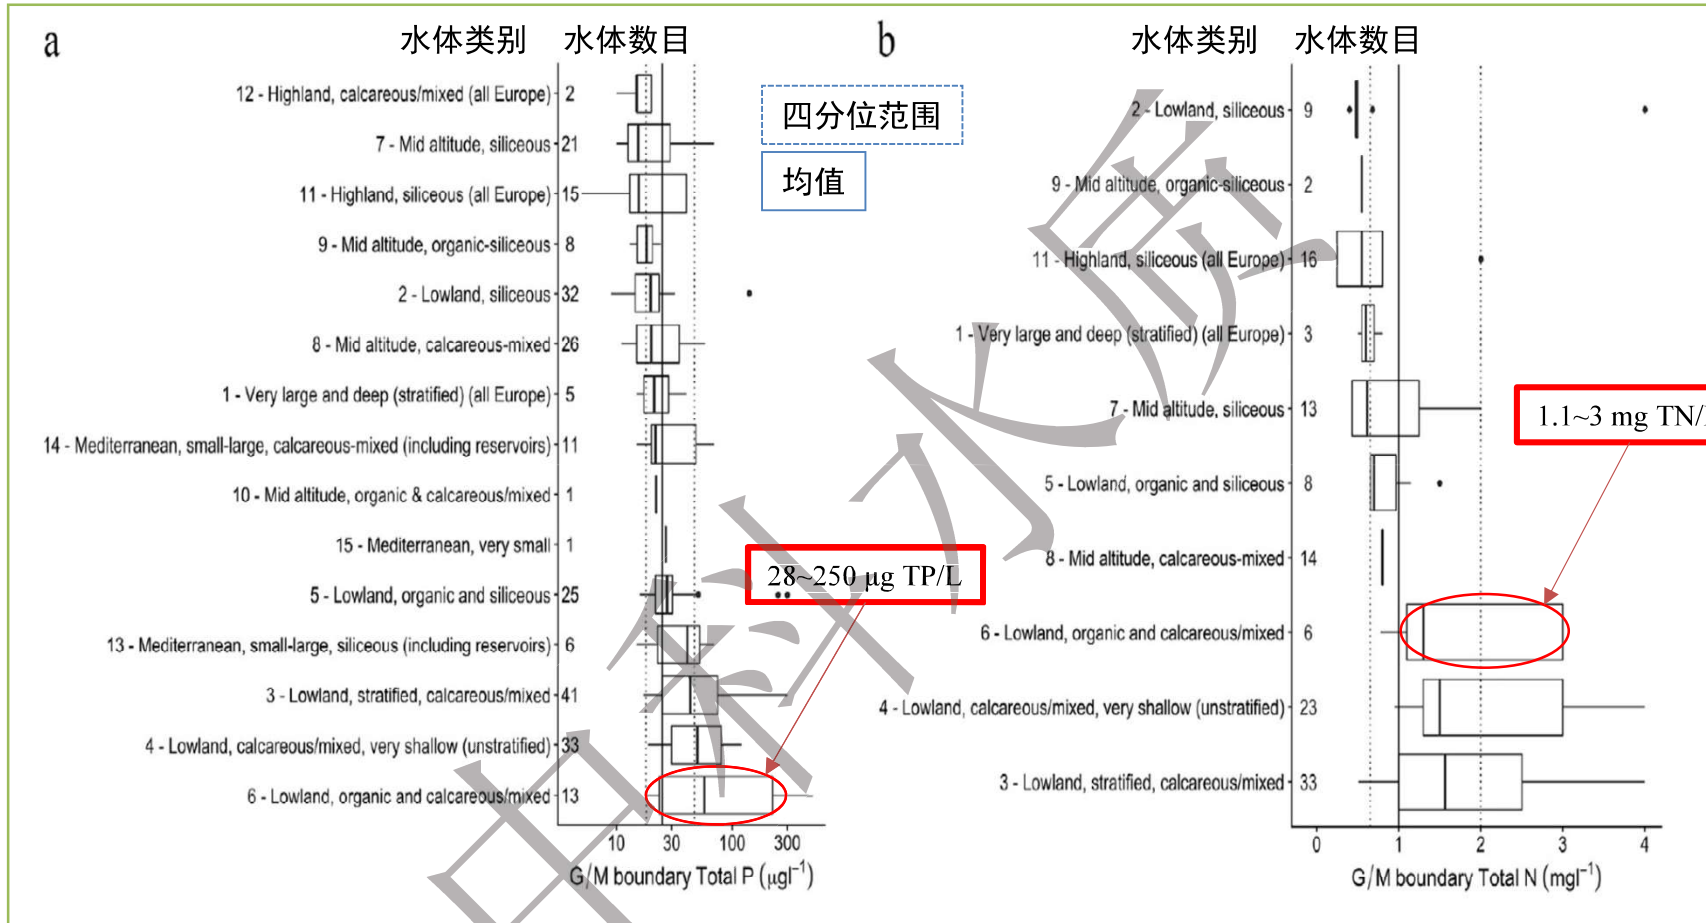 a
水体类别 水体数目
12 - Highland, calcareous/mixed (all Europe) 2
7 - Mid altitude, siliceous 21
11 - Highland, siliceous (all Europe) 15
9 - Mid altitude, organic-siliceous 8
2 - Lowland, siliceous 32
8 - Mid altitude, calcareous-mixed 26
1 - Very large and deep (stratified) (all Europe) 5
14 - Mediterranean, small-large, calcareous-mixed (including reservoirs) 11
10 - Mid altitude, organic & calcareous/mixed 1
15 - Mediterranean, very small 1
5 - Lowland, organic and siliceous 25
13 - Mediterranean, small-large, siliceous (including reservoirs) 6
3 - Lowland, stratified, calcareous/mixed 41
4 - Lowland, calcareous/mixed, very shallow (unstratified) 33
6 - Lowland, organic and calcareous/mixed 13
10 30 100 300
G/M boundary Total P (μgl⁻¹)
四分位范围
均值
28~250 μg TP/L
b
水体类别 水体数目
2 - Lowland, siliceous 9
9 - Mid altitude, organic-siliceous 2
11 - Highland, siliceous (all Europe) 16
1 - Very large and deep (stratified) (all Europe) 3
7 - Mid altitude, siliceous 13
5 - Lowland, organic and siliceous 8
8 - Mid altitude, calcareous-mixed 14
6 - Lowland, organic and calcareous/mixed 6
4 - Lowland, calcareous/mixed, very shallow (unstratified) 23
3 - Lowland, stratified, calcareous/mixed 33
0 1 2 3 4
G/M boundary Total N (mgl⁻¹)
1.1~3 mg TN/
中科水质